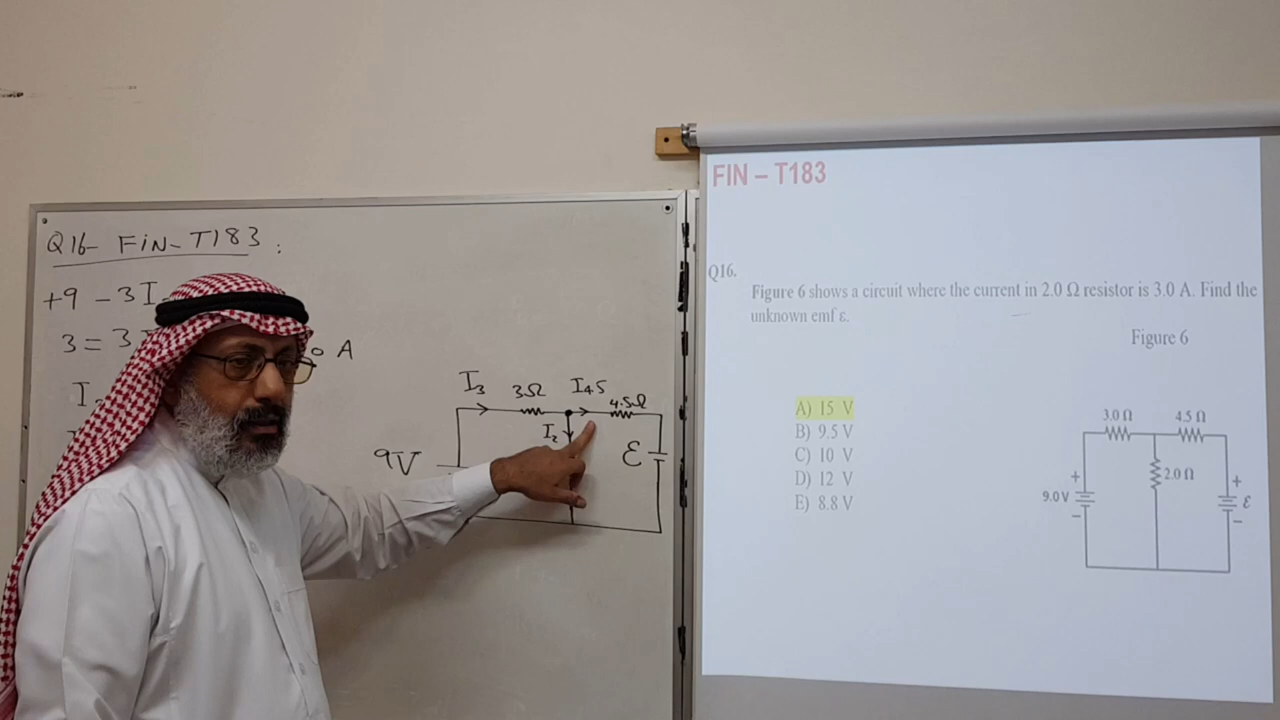 Q16- FIN-T183 :
+9 -3I
3 = 3
A
I
I₃
3Ω
I4.5
4.5Ω
I₂
9V
ε
FIN – T183
Q16.
Figure 6 shows a circuit where the current in 2.0 Ω resistor is 3.0 A. Find the
unknown emf ε.
Figure 6
A) 15 V
B) 9.5 V
C) 10 V
D) 12 V
E) 8.8 V
3.0 Ω
4.5 Ω
2.0 Ω
+
9.0 V
−
+
ε
−